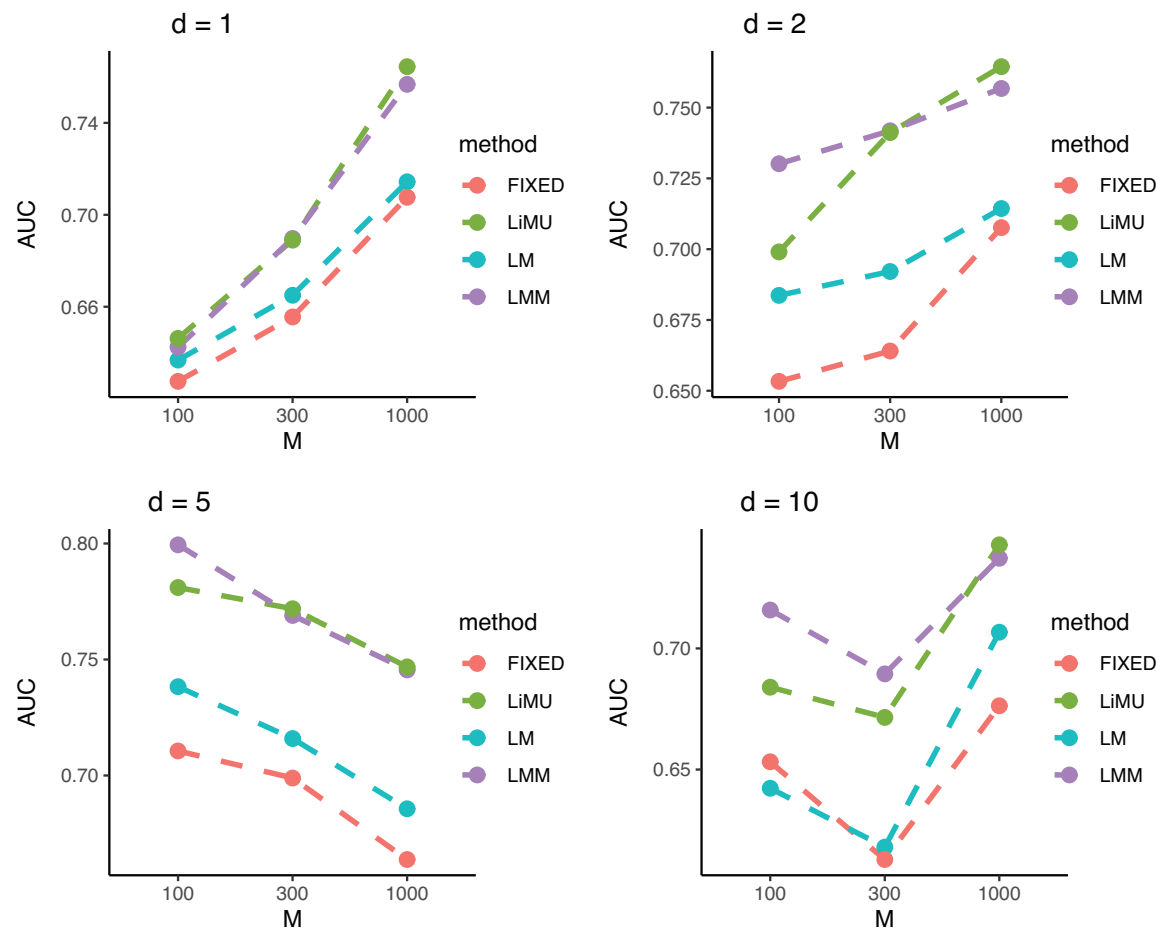 d = 1
AUC
0.74
0.70
0.66
100
300
1000
M
method
FIXED
LiMU
LM
LMM
d = 2
AUC
0.750
0.725
0.700
0.675
0.650
100
300
1000
M
method
FIXED
LiMU
LM
LMM
d = 5
AUC
0.80
0.75
0.70
100
300
1000
M
method
FIXED
LiMU
LM
LMM
d = 10
AUC
0.70
0.65
100
300
1000
M
method
FIXED
LiMU
LM
LMM